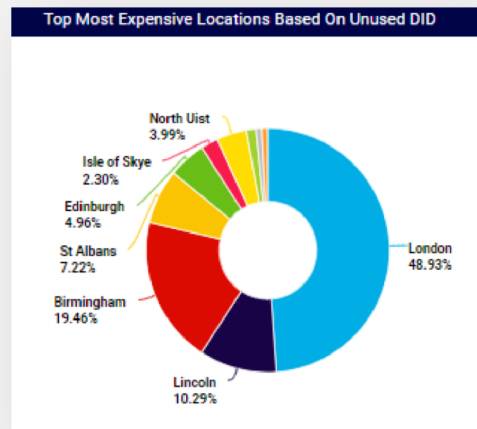 Top Most Expensive Locations Based On Unused DID
North Uist
3.99%
Isle of Skye
2.30%
Edinburgh
4.96%
St Albans
7.22%
Birmingham
19.46%
Lincoln
10.29%
London
48.93%